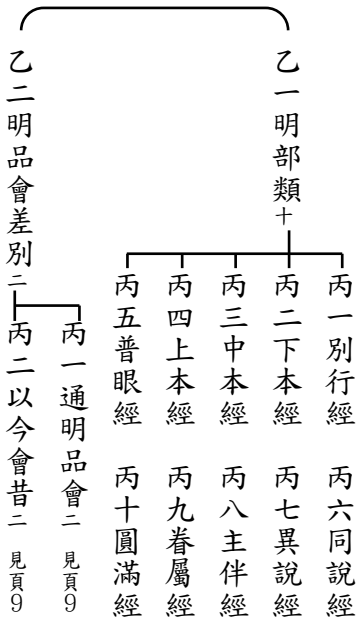 乙一明部類十
丙一別行經
丙二下本經
丙三中本經
丙四上本經
丙五普眼經
丙六同說經
丙七異說經
丙八主伴經
丙九眷屬經
丙十圓滿經
乙二明品會差別二
丙一通明品會二 見頁9
丙二以今會昔二 見頁9